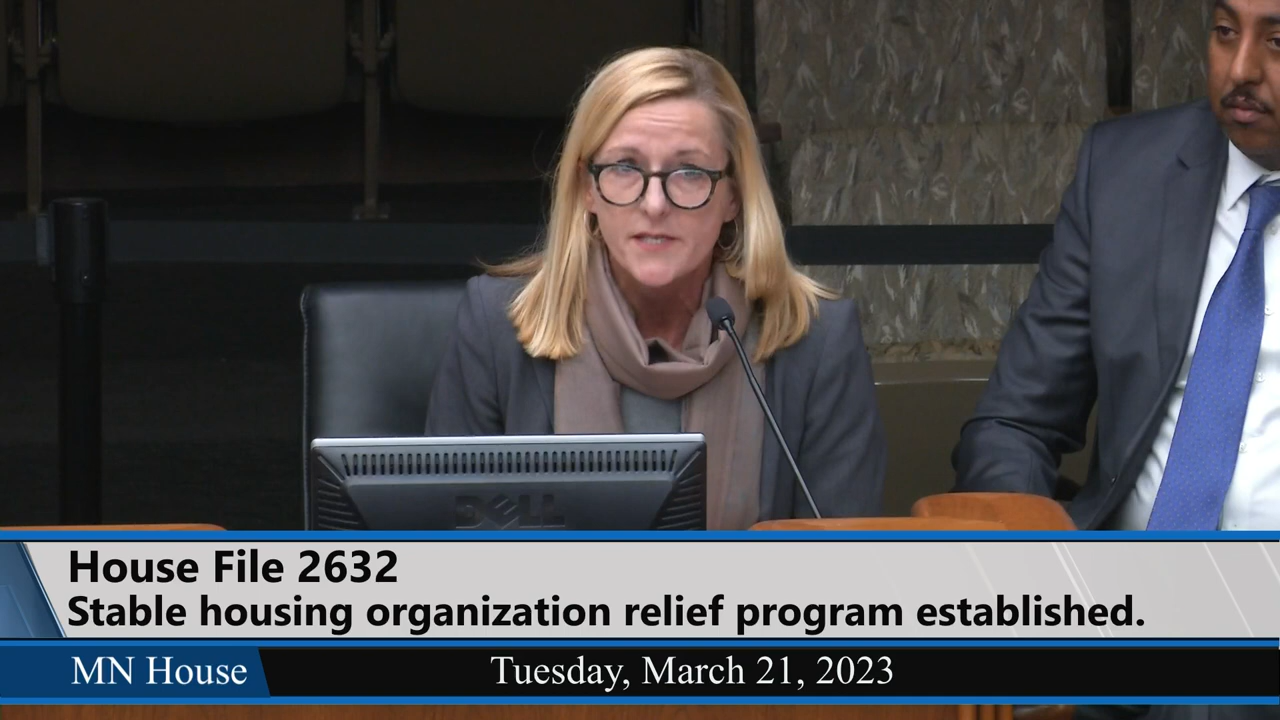 DELL
House File 2632
Stable housing organization relief program established.
MN House
Tuesday, March 21, 2023